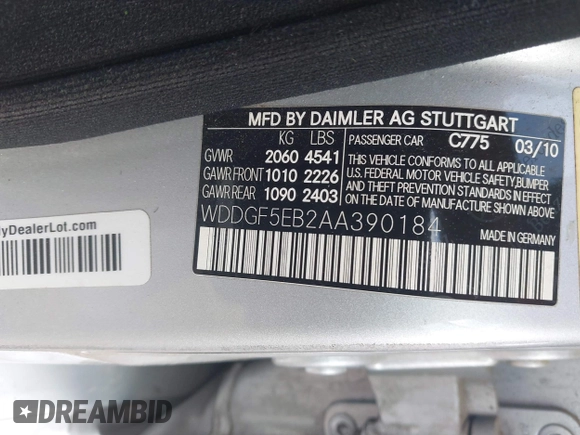 MFD BY DAIMLER AG STUTTGART
KG LBS PASSENGER CAR C775 03/10
GVWR 2060 4541
GAWR FRONT 1010 2226
GAWR REAR 1090 2403
THIS VEHICLE CONFORMS TO ALL APPLICABLE
U.S. FEDERAL MOTOR VEHICLE SAFETY, BUMPER
AND THEFT PREVENTION STANDARDS IN EFFECT
ON THE DATE OF MANUFACTURE SHOWN ABOVE.
WDDGF5EB2AA390184
MADE IN GERMANY
yDealerLot.com
DREAMBID